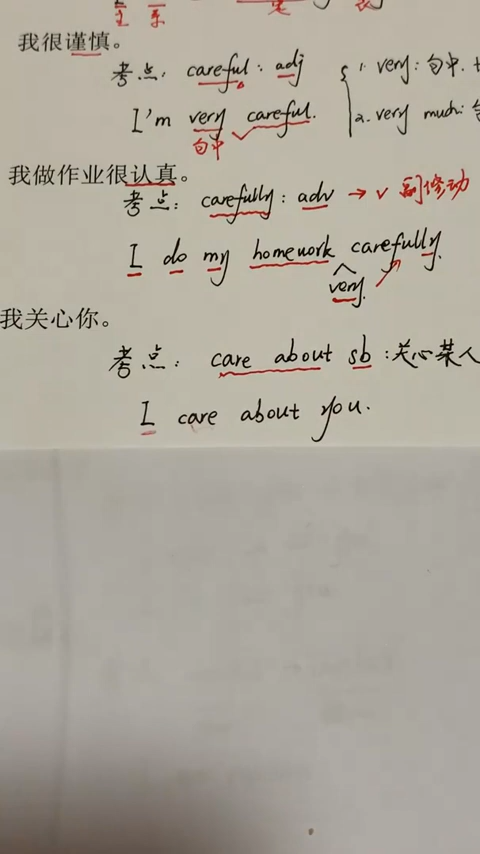 主 系
我很谨慎。
考点：careful：adj { 1. very：句中.
I'm very careful. 2. very much：
句中
我做作业很认真。
考点：carefully：adv → v 副修动
I do my homework carefully.
very
我关心你。
考点：care about sb：关心某人
I care about you.